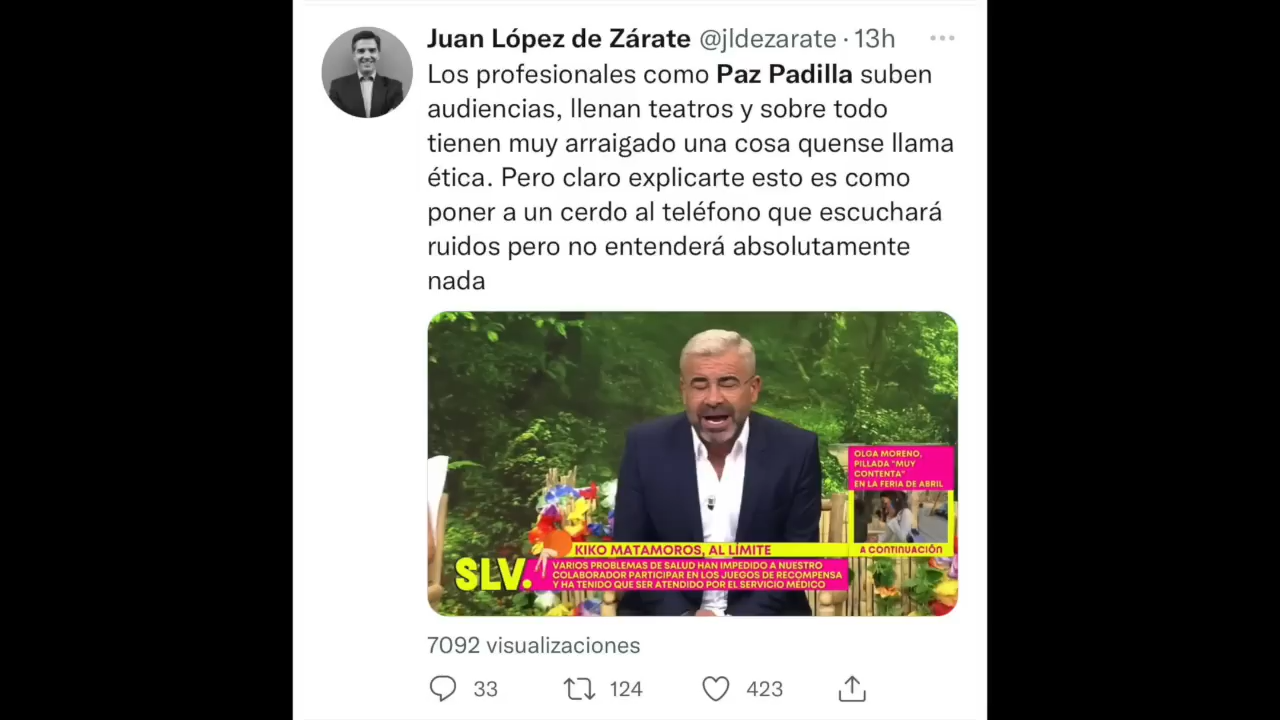 Juan López de Zárate @jldezarate · 13h
Los profesionales como Paz Padilla suben
audiencias, llenan teatros y sobre todo
tienen muy arraigado una cosa quense llama
ética. Pero claro explicarte esto es como
poner a un cerdo al teléfono que escuchará
ruidos pero no entenderá absolutamente
nada
OLGA MORENO,
PILLADA "MUY
CONTENTA"
EN LA FERIA DE ABRIL
A CONTINUACIÓN
KIKO MATAMOROS, AL LÍMITE
SLV.
VARIOS PROBLEMAS DE SALUD HAN IMPEDIDO A NUESTRO
COLABORADOR PARTICIPAR EN LOS JUEGOS DE RECOMPENSA
Y HA TENIDO QUE SER ATENDIDO POR EL SERVICIO MÉDICO
7092 visualizaciones
33 124 423